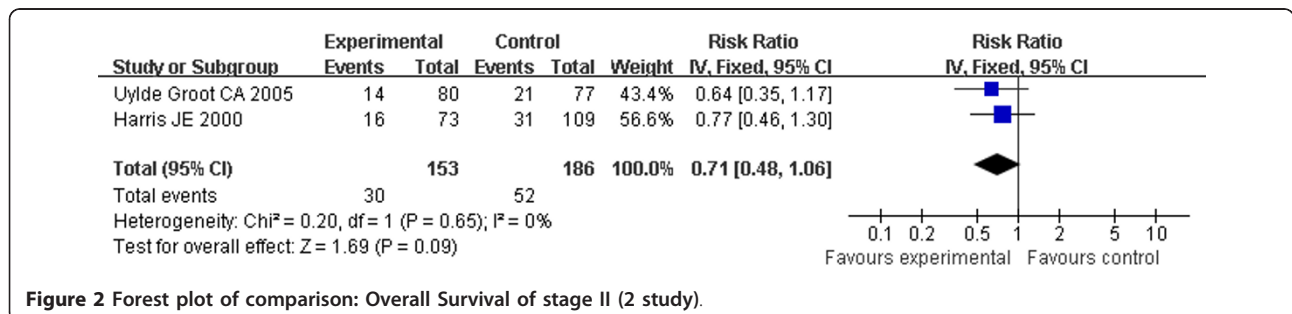 Experimental Control Risk Ratio Risk Ratio
Study or Subgroup Events Total Events Total Weight IV, Fixed, 95% CI IV, Fixed, 95% CI
Uylde Groot CA 2005 14 80 21 77 43.4% 0.64 [0.35, 1.17]
Harris JE 2000 16 73 31 109 56.6% 0.77 [0.46, 1.30]
Total (95% CI) 153 186 100.0% 0.71 [0.48, 1.06]
Total events 30 52
Heterogeneity: Chi² = 0.20, df = 1 (P = 0.65); I² = 0%
Test for overall effect: Z = 1.69 (P = 0.09)
0.1 0.2 0.5 1 2 5 10
Favours experimental Favours control
Figure 2 Forest plot of comparison: Overall Survival of stage II (2 study).